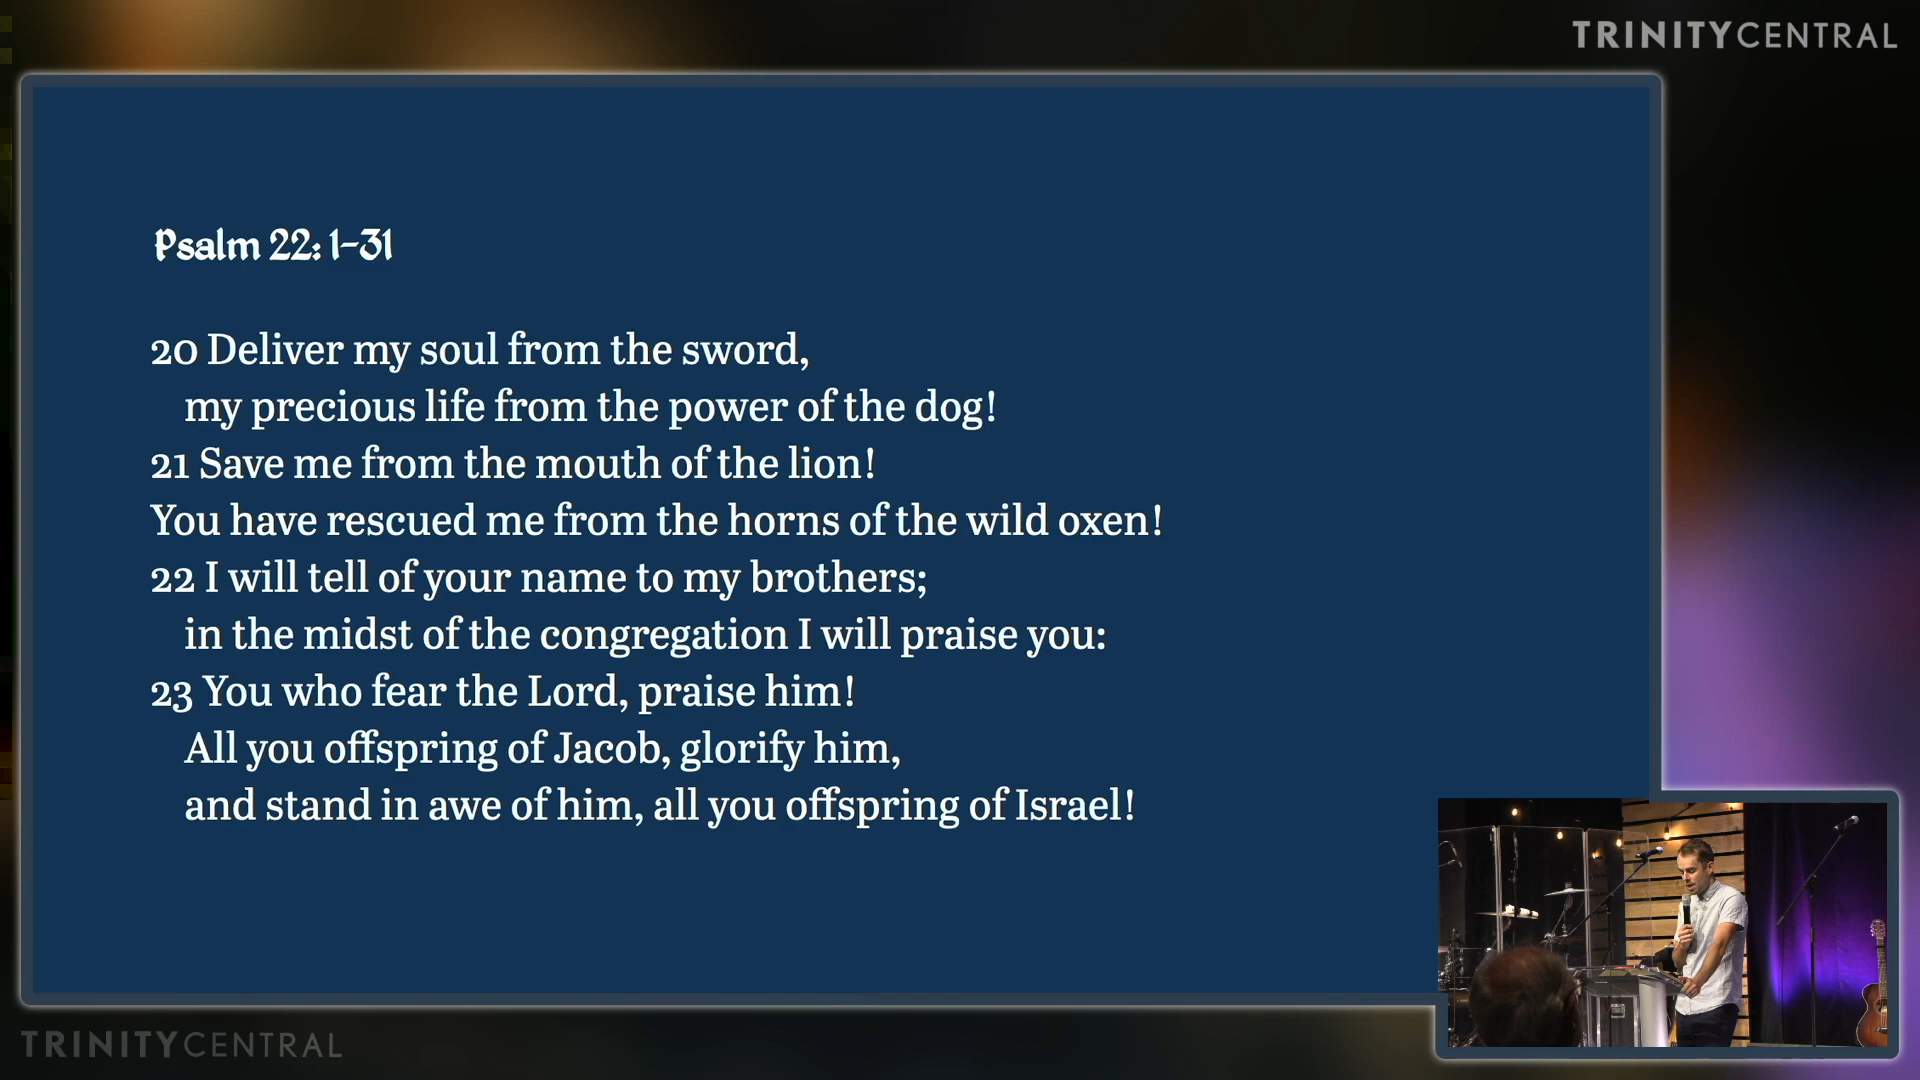 TRINITYCENTRAL
Psalm 22: 1–31
20 Deliver my soul from the sword,
my precious life from the power of the dog!
21 Save me from the mouth of the lion!
You have rescued me from the horns of the wild oxen!
22 I will tell of your name to my brothers;
in the midst of the congregation I will praise you:
23 You who fear the Lord, praise him!
All you offspring of Jacob, glorify him,
and stand in awe of him, all you offspring of Israel!
TRINITYCENTRAL